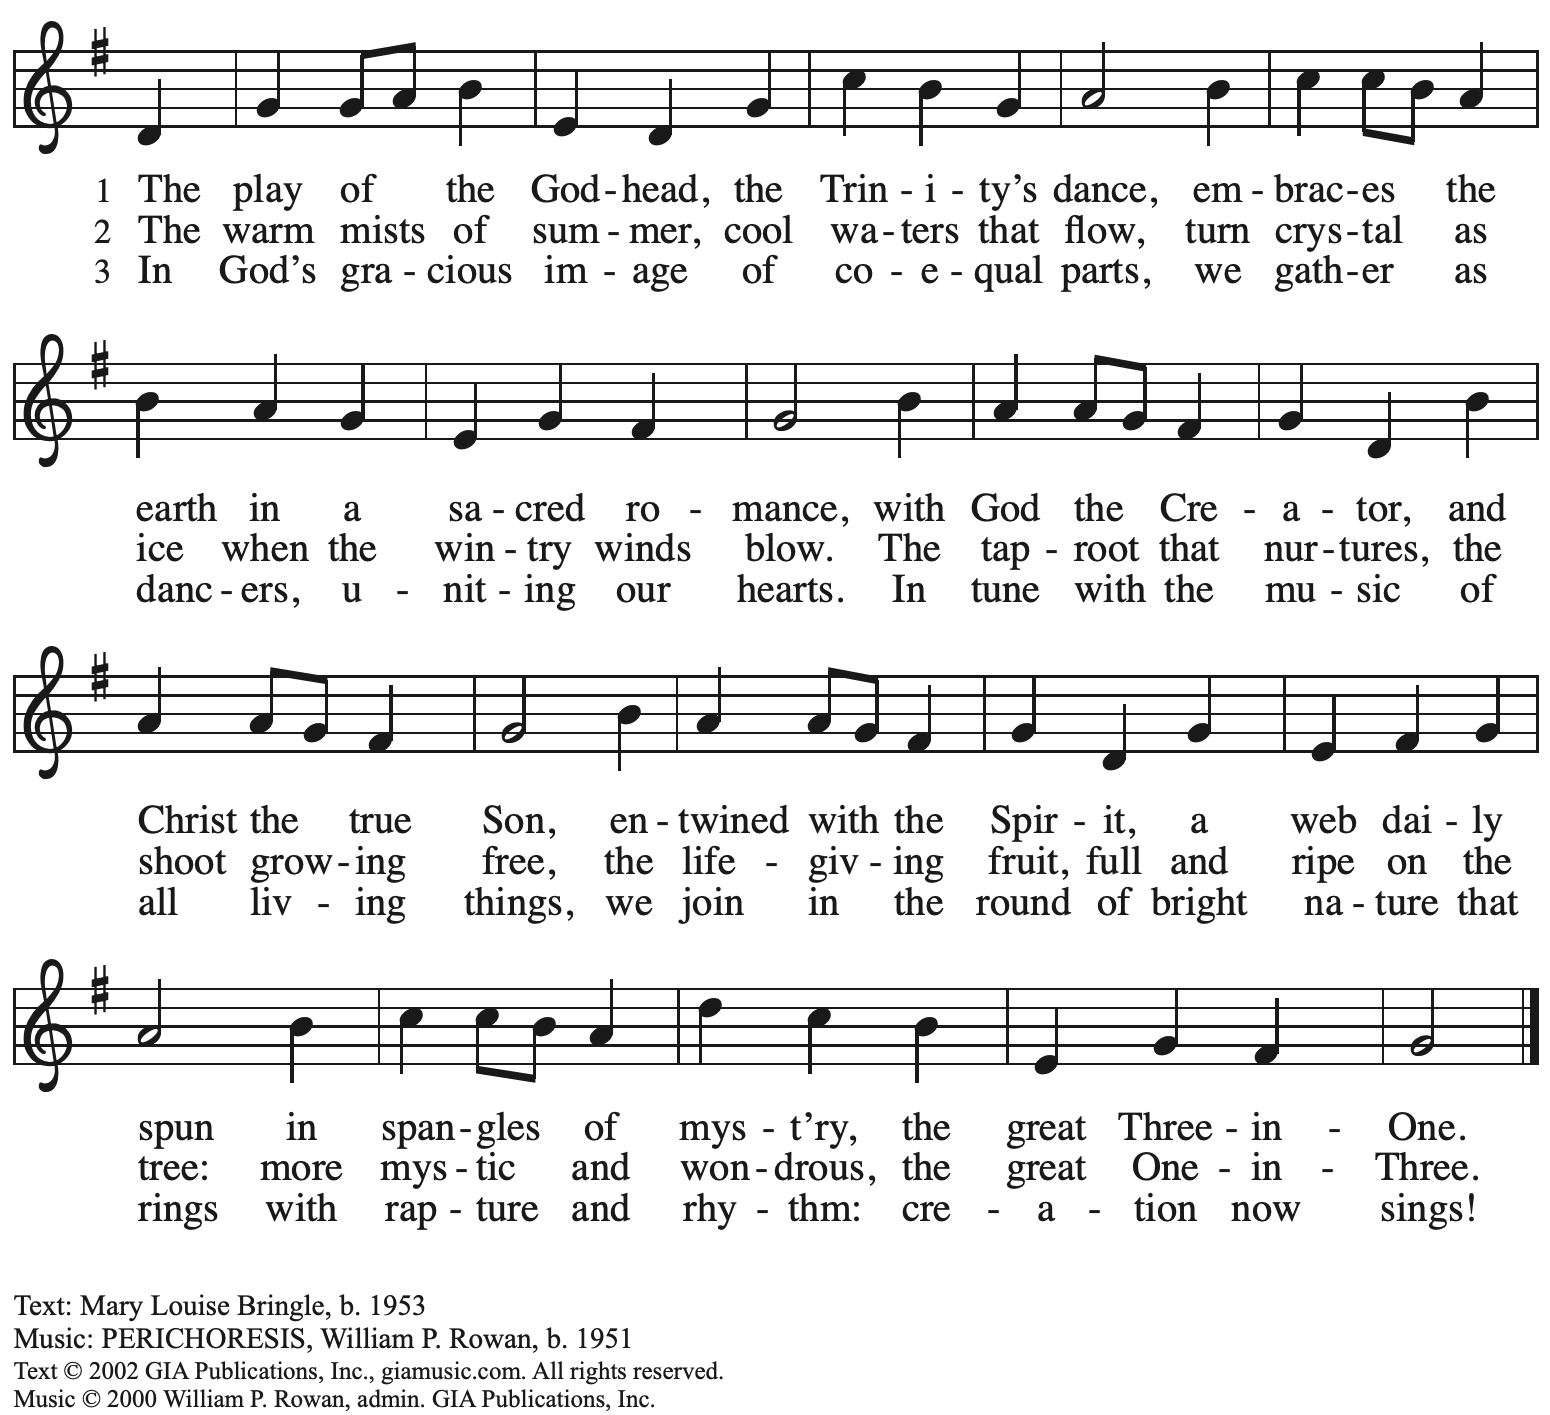 1 The play of the God-head, the Trin-i-ty’s dance, em-brac-es the
2 The warm mists of sum-mer, cool wa-ters that flow, turn crys-tal as
3 In God’s gra-cious im-age of co-e-qual parts, we gath-er as
earth in a sa-cred ro-mance, with God the Cre-a-tor, and
ice when the win-try winds blow. The tap-root that nur-tures, the
danc-ers, u-nit-ing our hearts. In tune with the mu-sic of
Christ the true Son, en-twined with the Spir-it, a web dai-ly
shoot grow-ing free, the life-giv-ing fruit, full and ripe on the
all liv-ing things, we join in the round of bright na-ture that
spun in span-gles of mys-t’ry, the great Three-in-One.
tree: more mys-tic and won-drous, the great One-in-Three.
rings with rap-ture and rhy-thm: cre-a-tion now sings!
Text: Mary Louise Bringle, b. 1953
Music: PERICHORESIS, William P. Rowan, b. 1951
Text © 2002 GIA Publications, Inc., giamusic.com. All rights reserved.
Music © 2000 William P. Rowan, admin. GIA Publications, Inc.